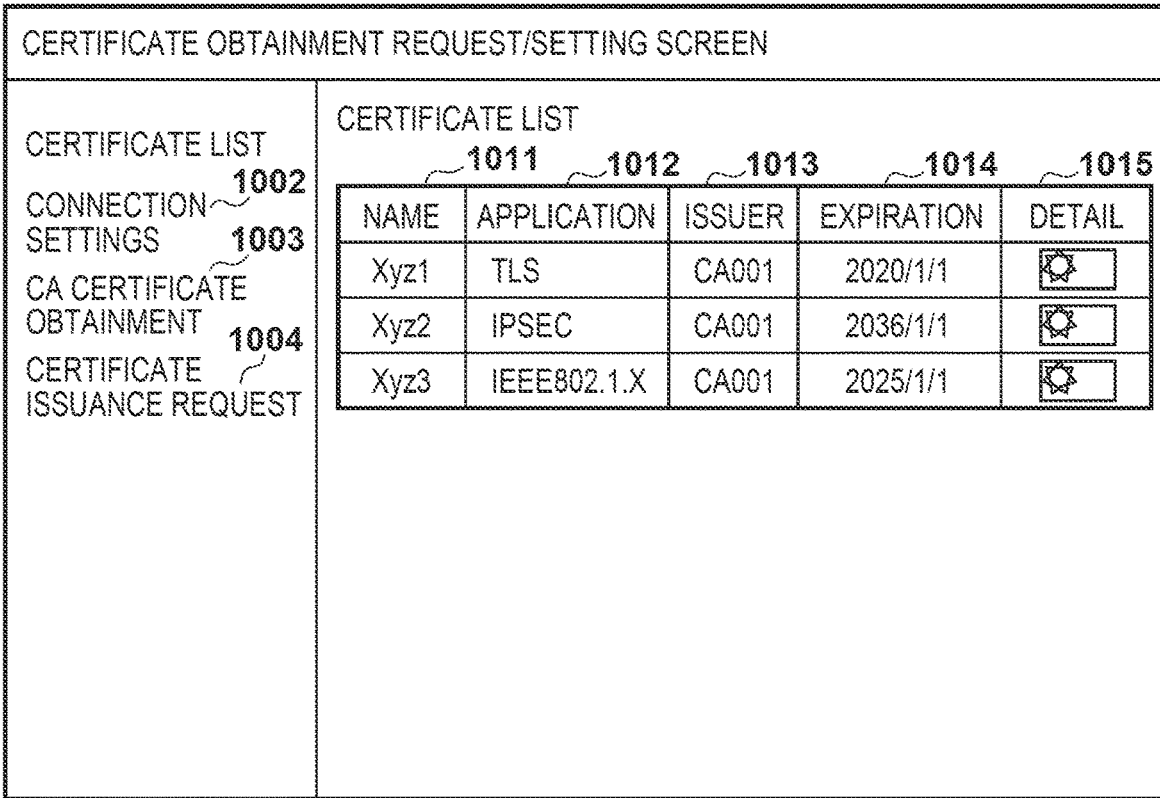 CERTIFICATE OBTAINMENT REQUEST/SETTING SCREEN
CERTIFICATE LIST
1002
CONNECTION
SETTINGS
1003
CA CERTIFICATE
OBTAINMENT
1004
CERTIFICATE
ISSUANCE REQUEST
CERTIFICATE LIST
1011 1012 1013 1014 1015
NAME APPLICATION ISSUER EXPIRATION DETAIL
Xyz1 TLS CA001 2020/1/1
Xyz2 IPSEC CA001 2036/1/1
Xyz3 IEEE802.1.X CA001 2025/1/1